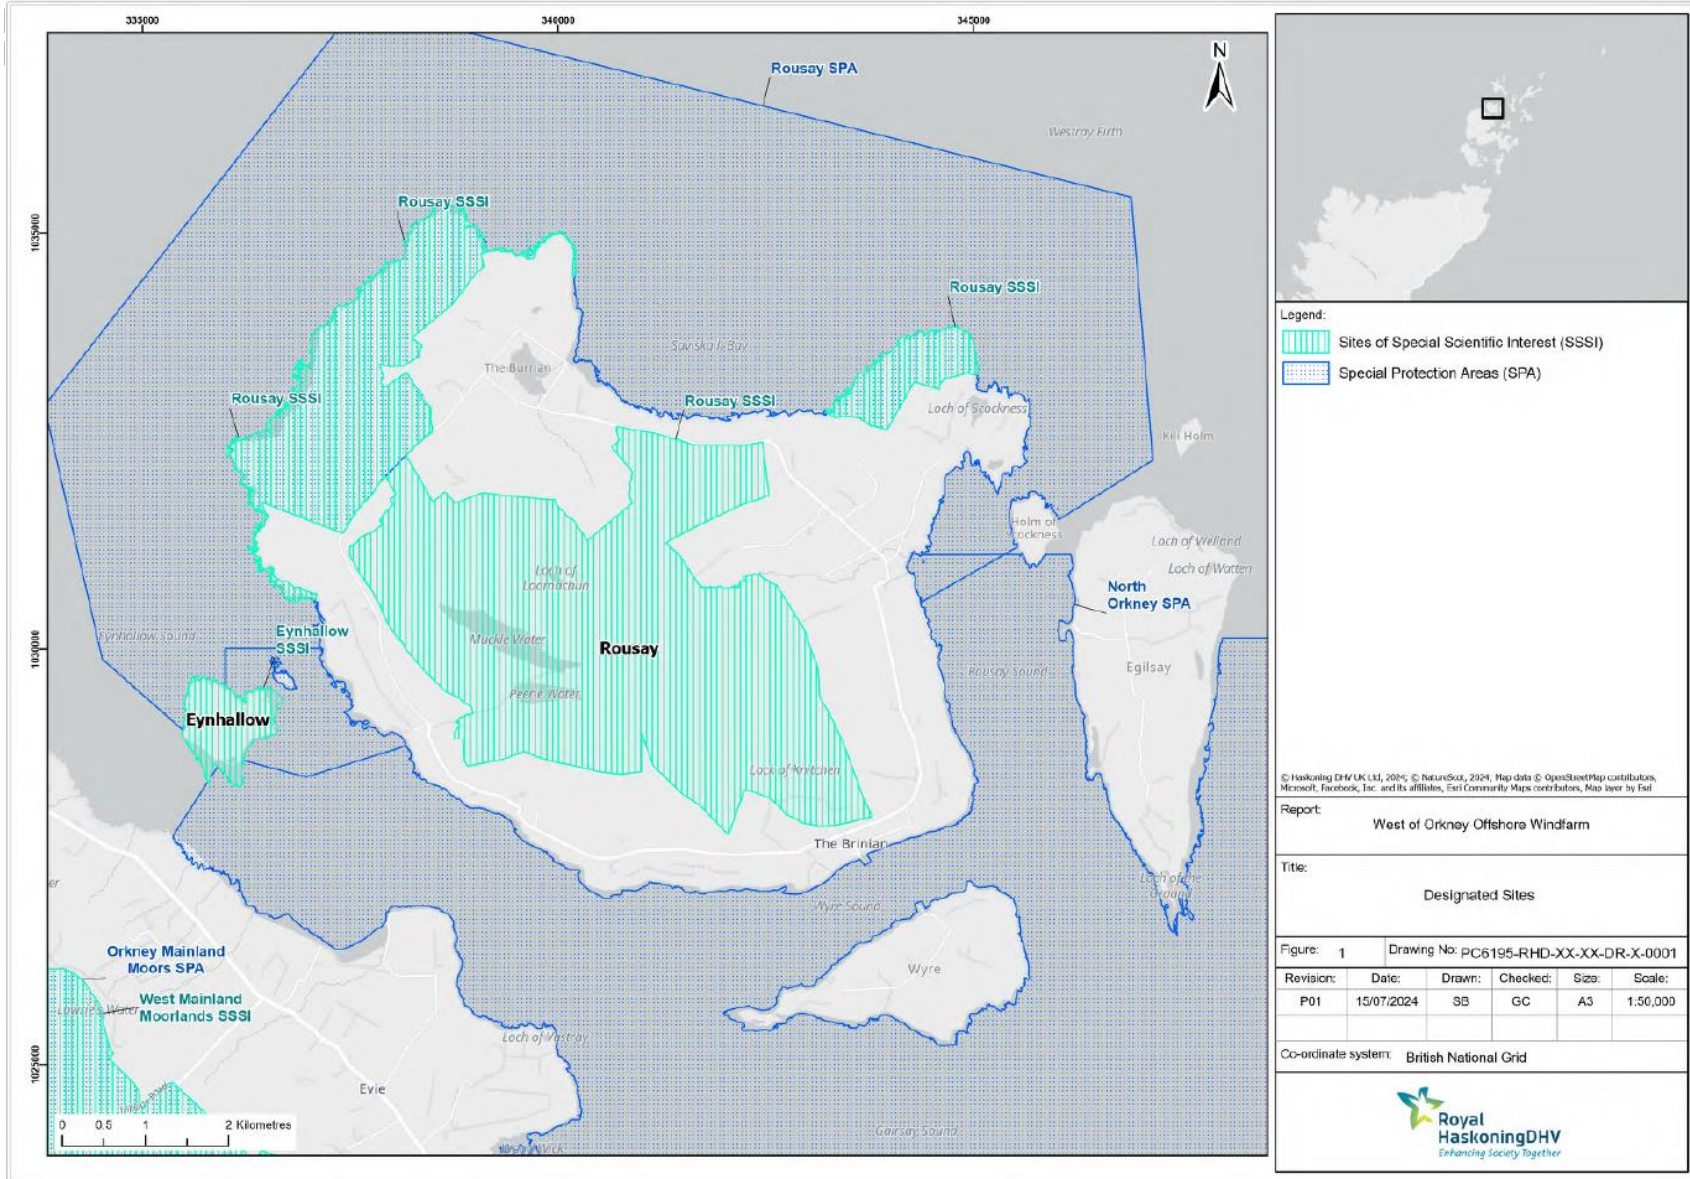 335000
340000
345000
N
Rousay SPA
Westray Firth
Rousay SSSI
1035000
Rousay SSSI
Saviskaill Bay
The Burrian
Rousay SSSI
Rousay SSSI
Loch of Scockness
Kili Holm
Holm of
Scockness
Loch of Welland
Loch of Watten
Loch of
Loomachun
North
Orkney SPA
Eynhallow Sound
Eynhallow
SSSI
1030000
Muckle Water
Rousay
Rousay Sound
Egilsay
Peerie Water
Eynhallow
Loch of Knitchen
The Brinian
Loch of the
Ground
Wyre Sound
Orkney Mainland
Moors SPA
Wyre
West Mainland
Moorlands SSSI
Lowrie's Water
Loch of Vastray
1025000
Evie
0 0.5 1 2 Kilometres
Gairsay Sound
Legend:
Sites of Special Scientific Interest (SSSI)
Special Protection Areas (SPA)
© Haskoning DHV UK Ltd, 2024; © NatureScot, 2024; Map data © OpenStreetMap contributors,
Microsoft, Facebook, Inc. and its affiliates, Esri Community Maps contributors, Map layer by Esri
Report:
West of Orkney Offshore Windfarm
Title:
Designated Sites
Figure: 1 Drawing No: PC6195-RHD-XX-XX-DR-X-0001
Revision: Date: Drawn: Checked: Size: Scale:
P01 15/07/2024 SB GC A3 1:50,000
Co-ordinate system: British National Grid
Royal
HaskoningDHV
Enhancing Society Together